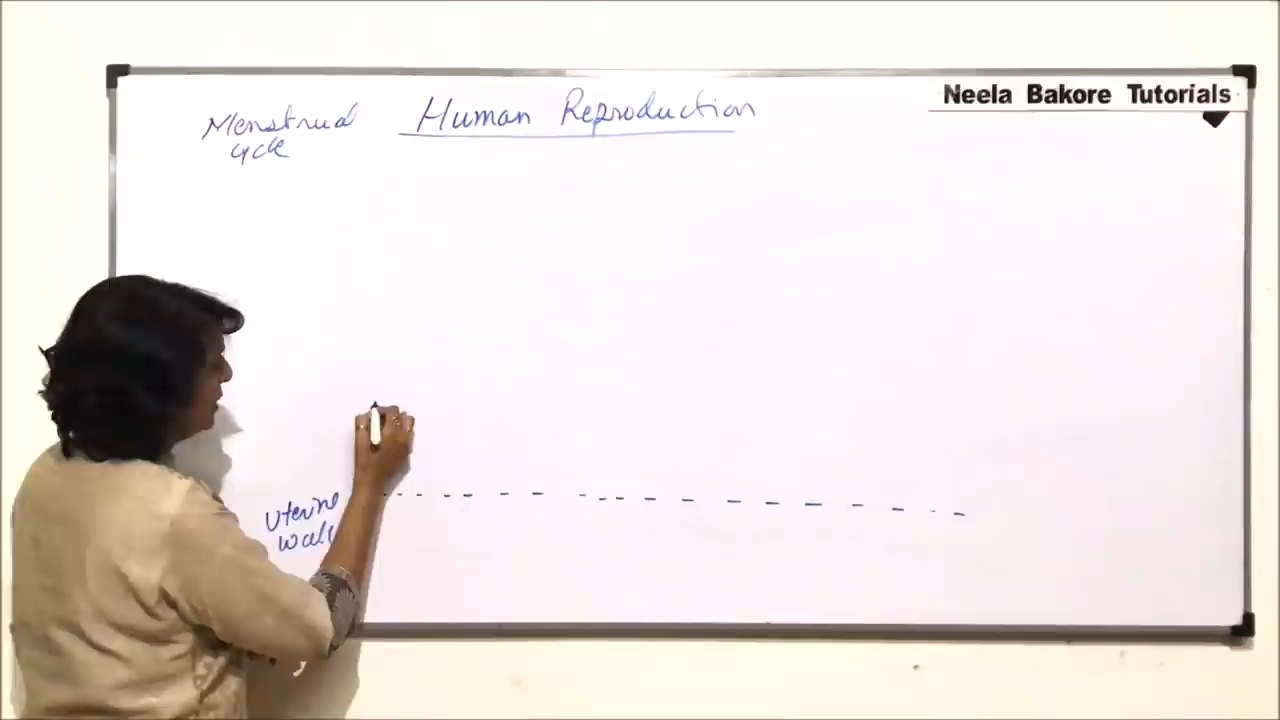 Neela Bakore Tutorials
Human Reproduction
Menstrual
cycle
Uterine
wall